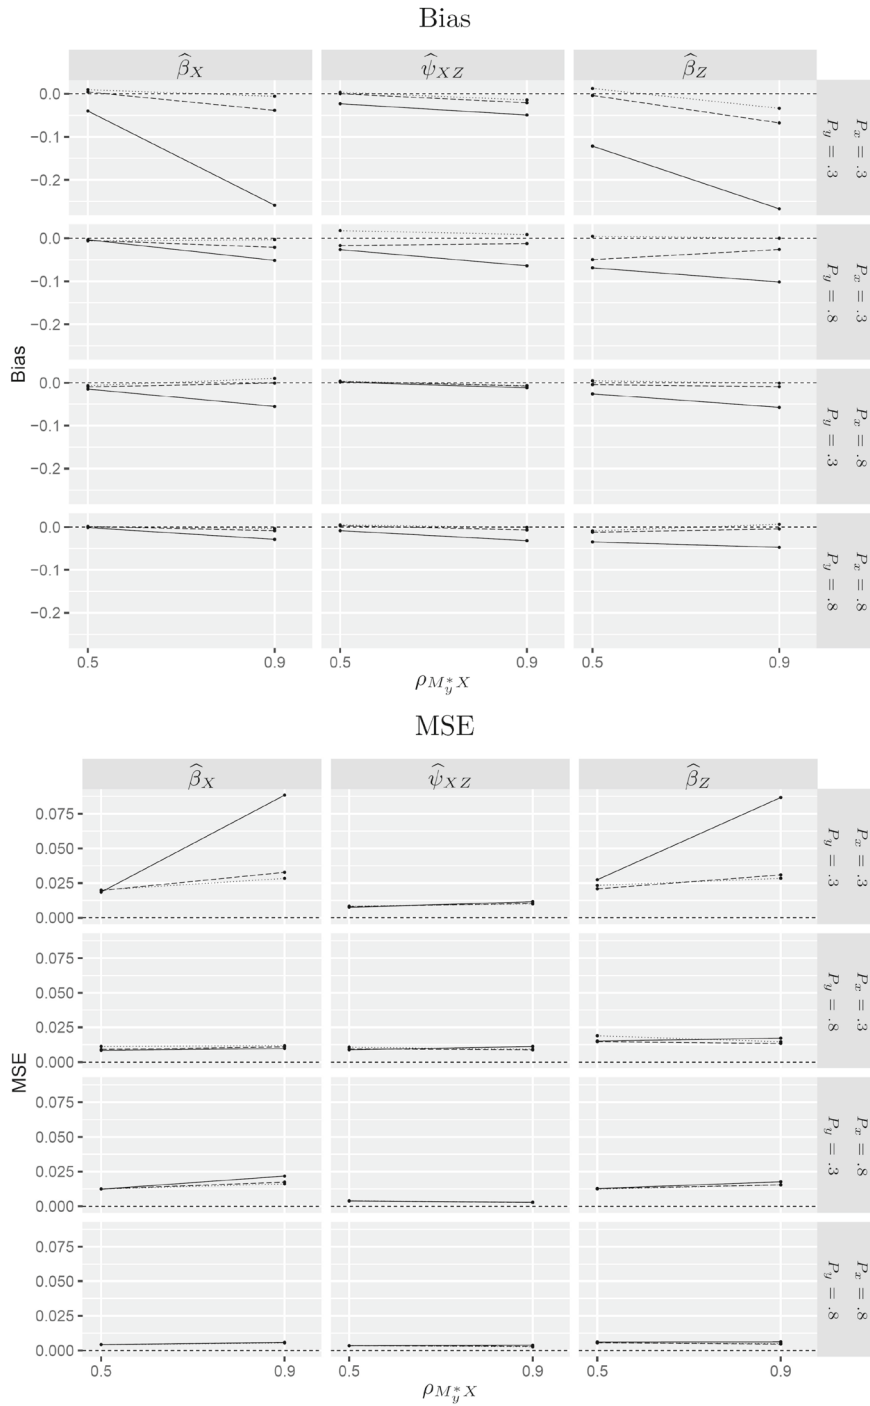 Bias
β̂_X ψ̂_XZ β̂_Z
0.0
−0.1
−0.2
P_x = .3
P_y = .3
0.0
−0.1
−0.2
P_x = .3
P_y = .8
0.0
−0.1
−0.2
P_x = .8
P_y = .3
0.0
−0.1
−0.2
P_x = .8
P_y = .8
Bias
0.5 0.9 0.5 0.9 0.5 0.9
ρ_{M_y^* X}
MSE
β̂_X ψ̂_XZ β̂_Z
0.075
0.050
0.025
0.000
P_x = .3
P_y = .3
0.075
0.050
0.025
0.000
P_x = .3
P_y = .8
0.075
0.050
0.025
0.000
P_x = .8
P_y = .3
0.075
0.050
0.025
0.000
P_x = .8
P_y = .8
MSE
0.5 0.9 0.5 0.9 0.5 0.9
ρ_{M_y^* X}